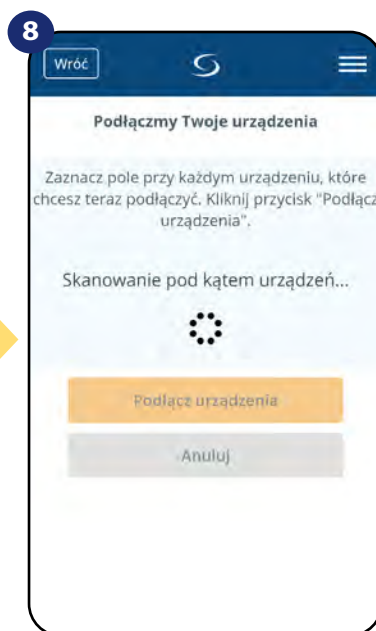 8
Wróć
Podłączmy Twoje urządzenia
Zaznacz pole przy każdym urządzeniu, które
chcesz teraz podłączyć. Kliknij przycisk "Podłącz
urządzenia".
Skanowanie pod kątem urządzeń...
Podłącz urządzenia
Anuluj